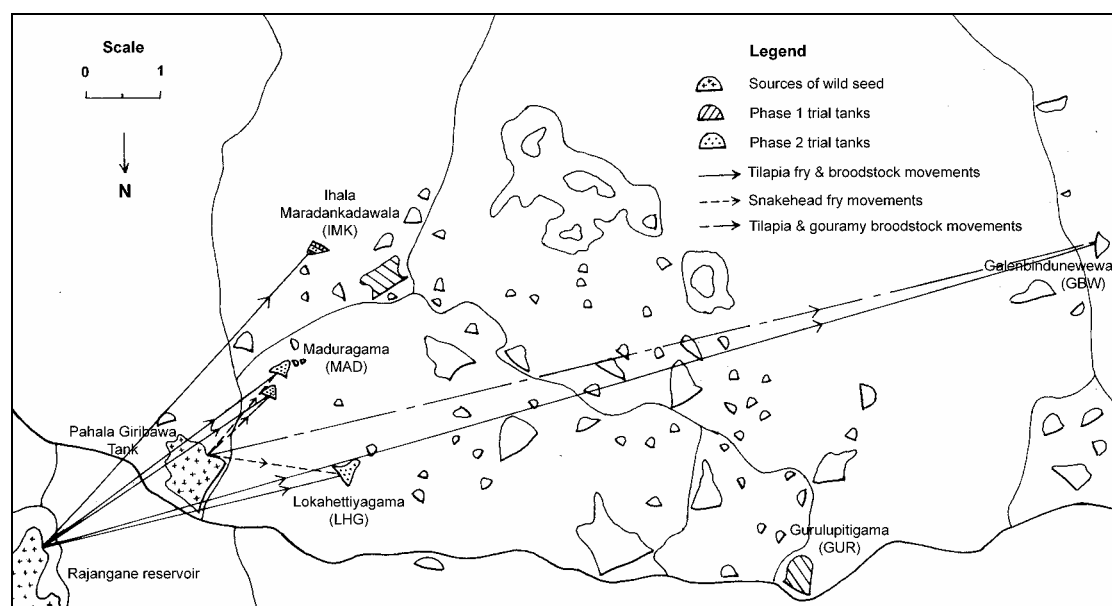 Scale
0 1
N
Legend
Sources of wild seed
Phase 1 trial tanks
Phase 2 trial tanks
Tilapia fry & broodstock movements
Snakehead fry movements
Tilapia & gouramy broodstock movements
Ihala
Maradankadawala
(IMK)
Galenbindunewewa
(GBW)
Maduragama
(MAD)
Pahala Giribawa
Tank
Lokahettiyagama
(LHG)
Gurulupitigama
(GUR)
Rajangane reservoir